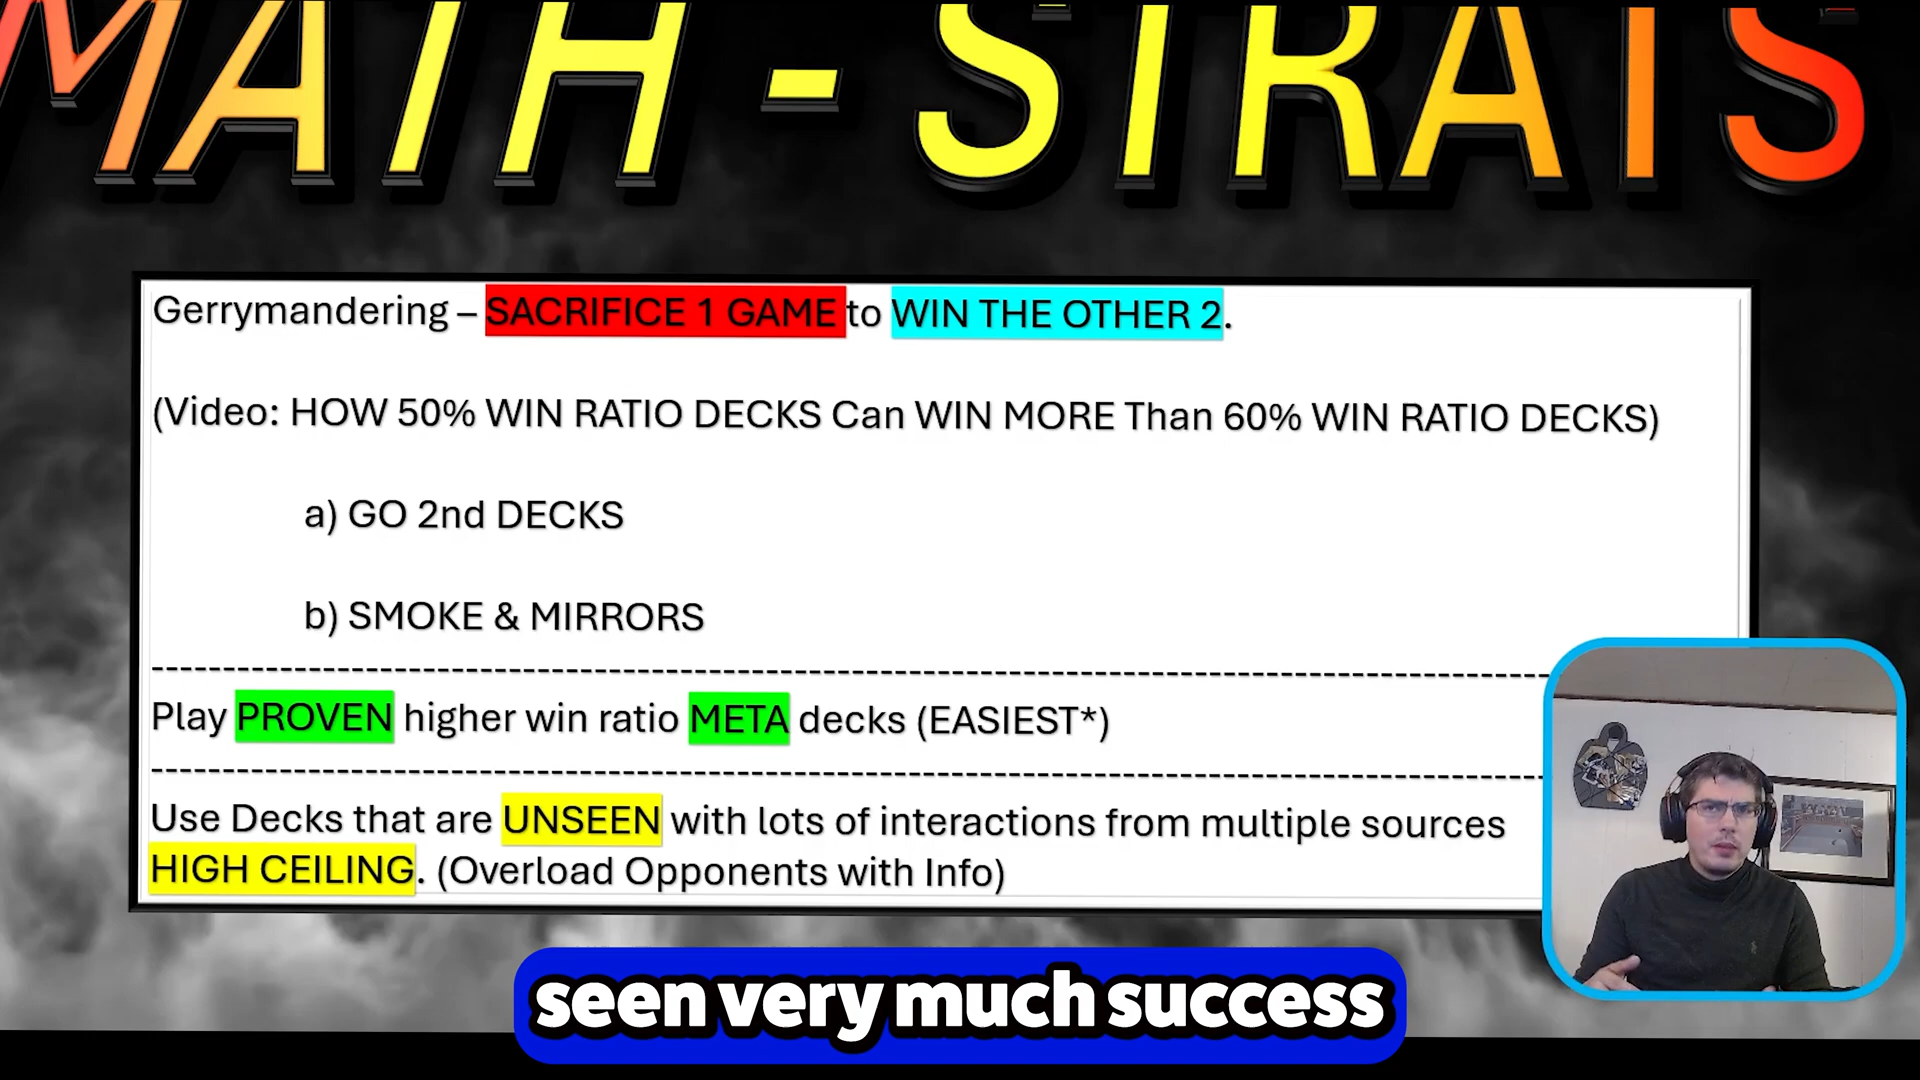 MATH - STRATS
Gerrymandering – SACRIFICE 1 GAME to WIN THE OTHER 2.
(Video: HOW 50% WIN RATIO DECKS Can WIN MORE Than 60% WIN RATIO DECKS)
a) GO 2nd DECKS
b) SMOKE & MIRRORS
Play PROVEN higher win ratio META decks (EASIEST*)
Use Decks that are UNSEEN with lots of interactions from multiple sources
HIGH CEILING. (Overload Opponents with Info)
seen very much success